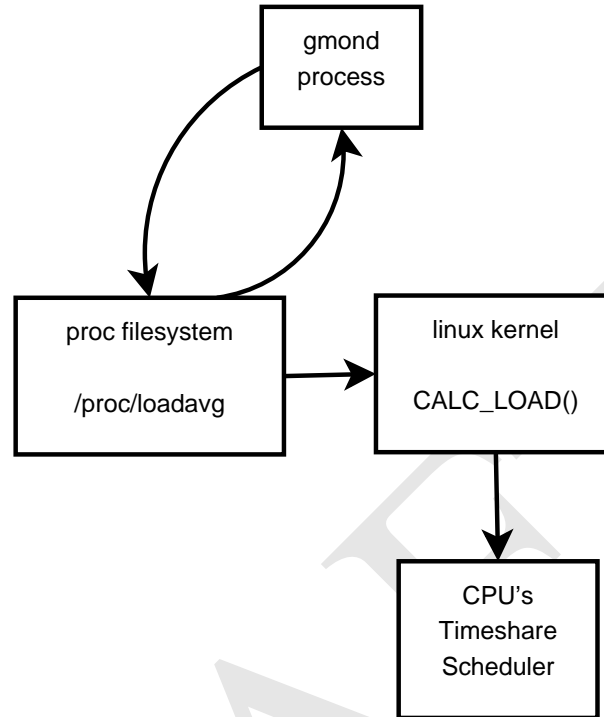 gmond
process
proc filesystem
/proc/loadavg
linux kernel
CALC_LOAD()
CPU's
Timeshare
Scheduler